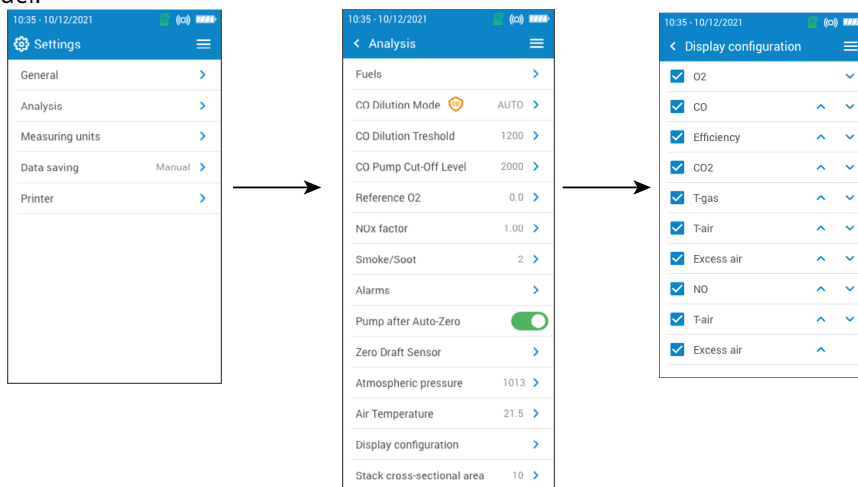 10:35 - 10/12/2021
Settings
General
Analysis
Measuring units
Data saving Manual
Printer
10:35 - 10/12/2021
Analysis
Fuels
CO Dilution Mode CO AUTO
CO Dilution Treshold 1200
CO Pump Cut-Off Level 2000
Reference O2 0.0
NOx factor 1.00
Smoke/Soot 2
Alarms
Pump after Auto-Zero
Zero Draft Sensor
Atmospheric pressure 1013
Air Temperature 21.5
Display configuration
Stack cross-sectional area 10
10:35 - 10/12/2021
Display configuration
O2
CO
Efficiency
CO2
T-gas
T-air
Excess air
NO
T-air
Excess air